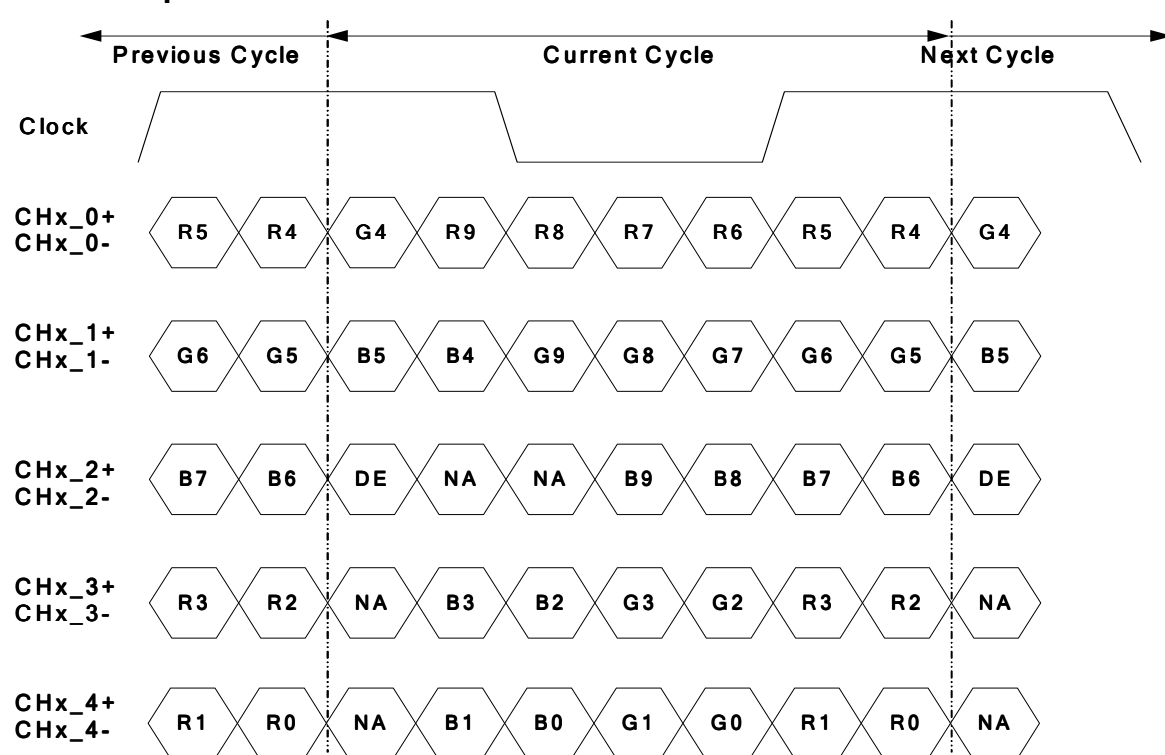 Previous Cycle Current Cycle Next Cycle
Clock
CHx_0+
CHx_0-
R5 R4 G4 R9 R8 R7 R6 R5 R4 G4
CHx_1+
CHx_1-
G6 G5 B5 B4 G9 G8 G7 G6 G5 B5
CHx_2+
CHx_2-
B7 B6 DE NA NA B9 B8 B7 B6 DE
CHx_3+
CHx_3-
R3 R2 NA B3 B2 G3 G2 R3 R2 NA
CHx_4+
CHx_4-
R1 R0 NA B1 B0 G1 G0 R1 R0 NA